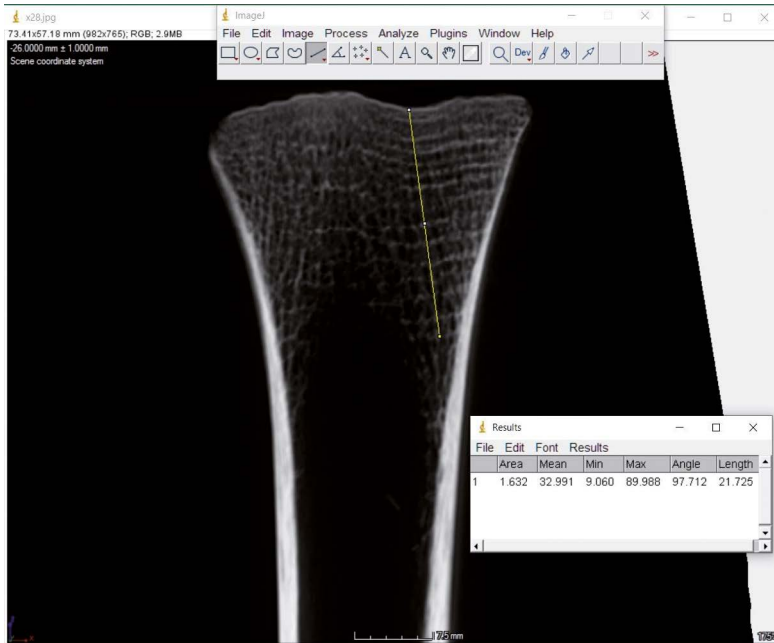 x28.jpg
73.41x57.18 mm (982x765); RGB; 2.9MB
-26.0000 mm ± 1.0000 mm
Scene coordinate system
ImageJ
File Edit Image Process Analyze Plugins Window Help
A Dev >>
Results
File Edit Font Results
Area Mean Min Max Angle Length
1 1.632 32.991 9.060 89.988 97.712 21.725
7.5 mm